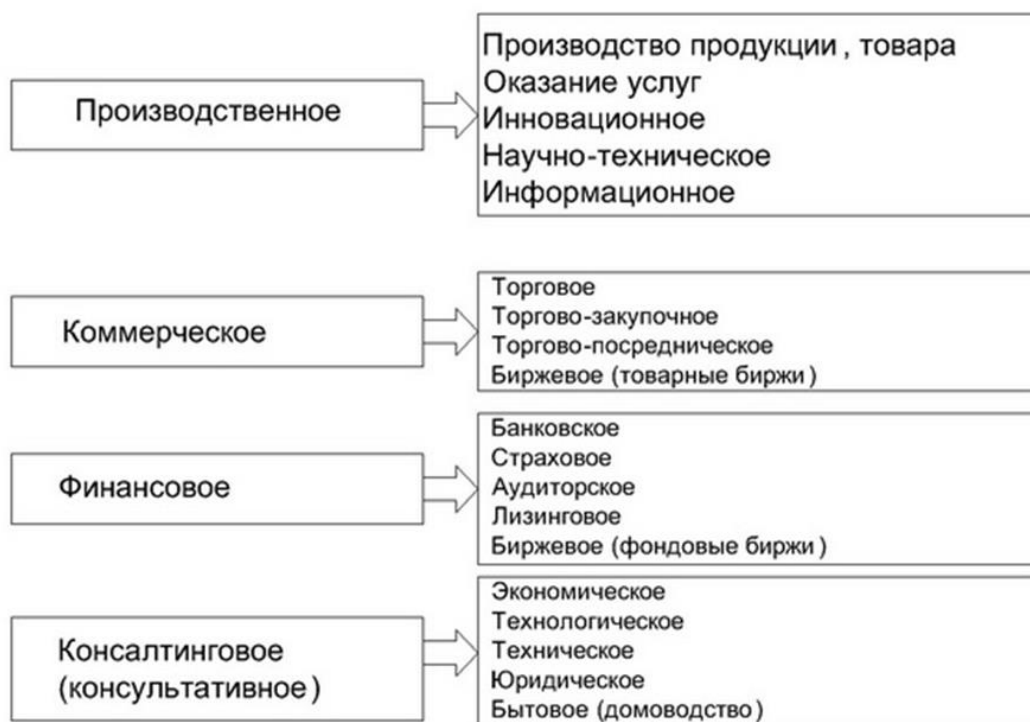 Производственное
Производство продукции , товара
Оказание услуг
Инновационное
Научно-техническое
Информационное
Коммерческое
Торговое
Торгово-закупочное
Торгово-посредническое
Биржевое (товарные биржи)
Финансовое
Банковское
Страховое
Аудиторское
Лизинговое
Биржевое (фондовые биржи)
Консалтинговое
(консультативное)
Экономическое
Технологическое
Техническое
Юридическое
Бытовое (домоводство)